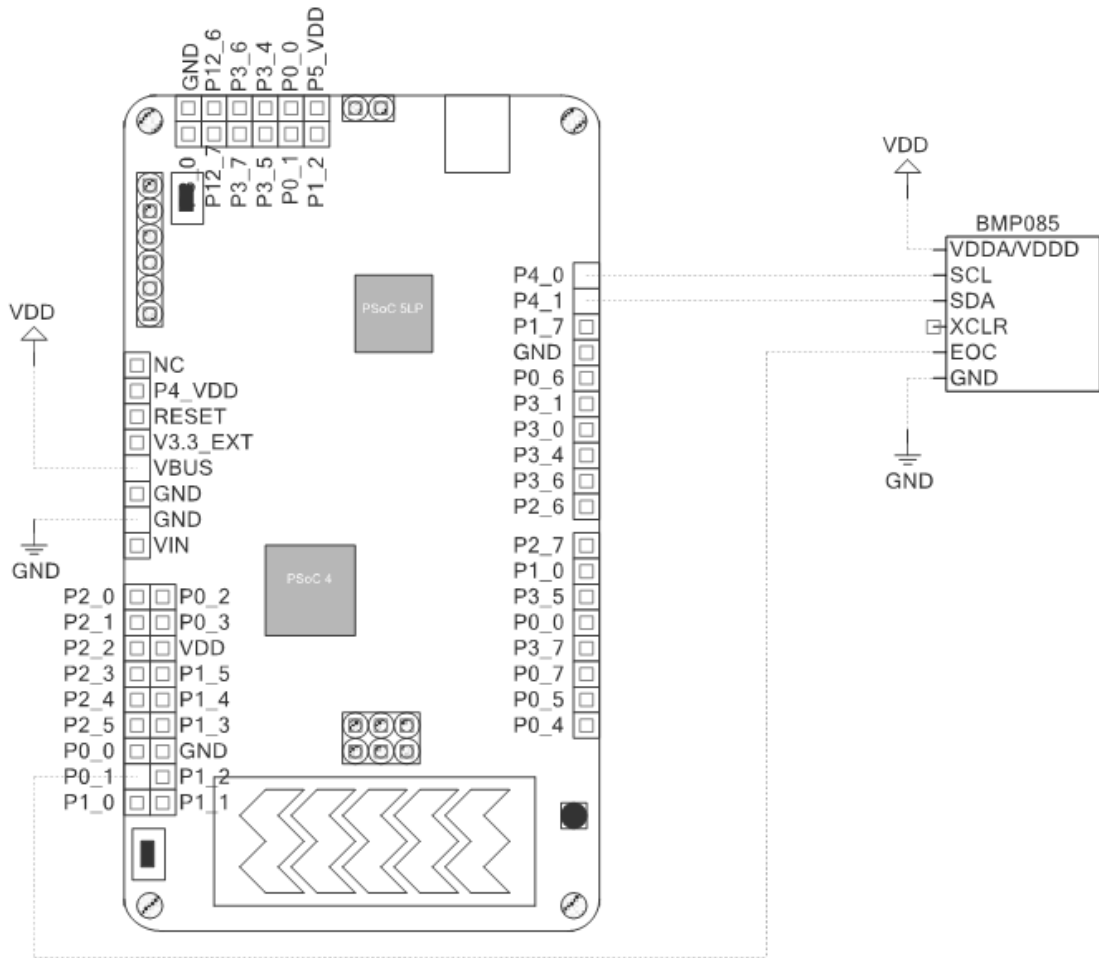 GND P12_6 P3_6 P3_4 P0_0 P5_VDD
P12_7 P3_7 P3_5 P0_1 P1_2
VDD
BMP085
VDDA/VDDD
SCL
SDA
XCLR
EOC
GND
GND
P4_0
P4_1
P1_7
GND
P0_6
P3_1
P3_0
P3_4
P3_6
P2_6
P2_7
P1_0
P3_5
P0_0
P3_7
P0_7
P0_5
P0_4
PSoC 5LP
VDD
NC
P4_VDD
RESET
V3.3_EXT
VBUS
GND
GND
VIN
GND
PSoC 4
P2_0 P0_2
P2_1 P0_3
P2_2 VDD
P2_3 P1_5
P2_4 P1_4
P2_5 P1_3
P0_0 GND
P0_1 P1_2
P1_0 P1_1